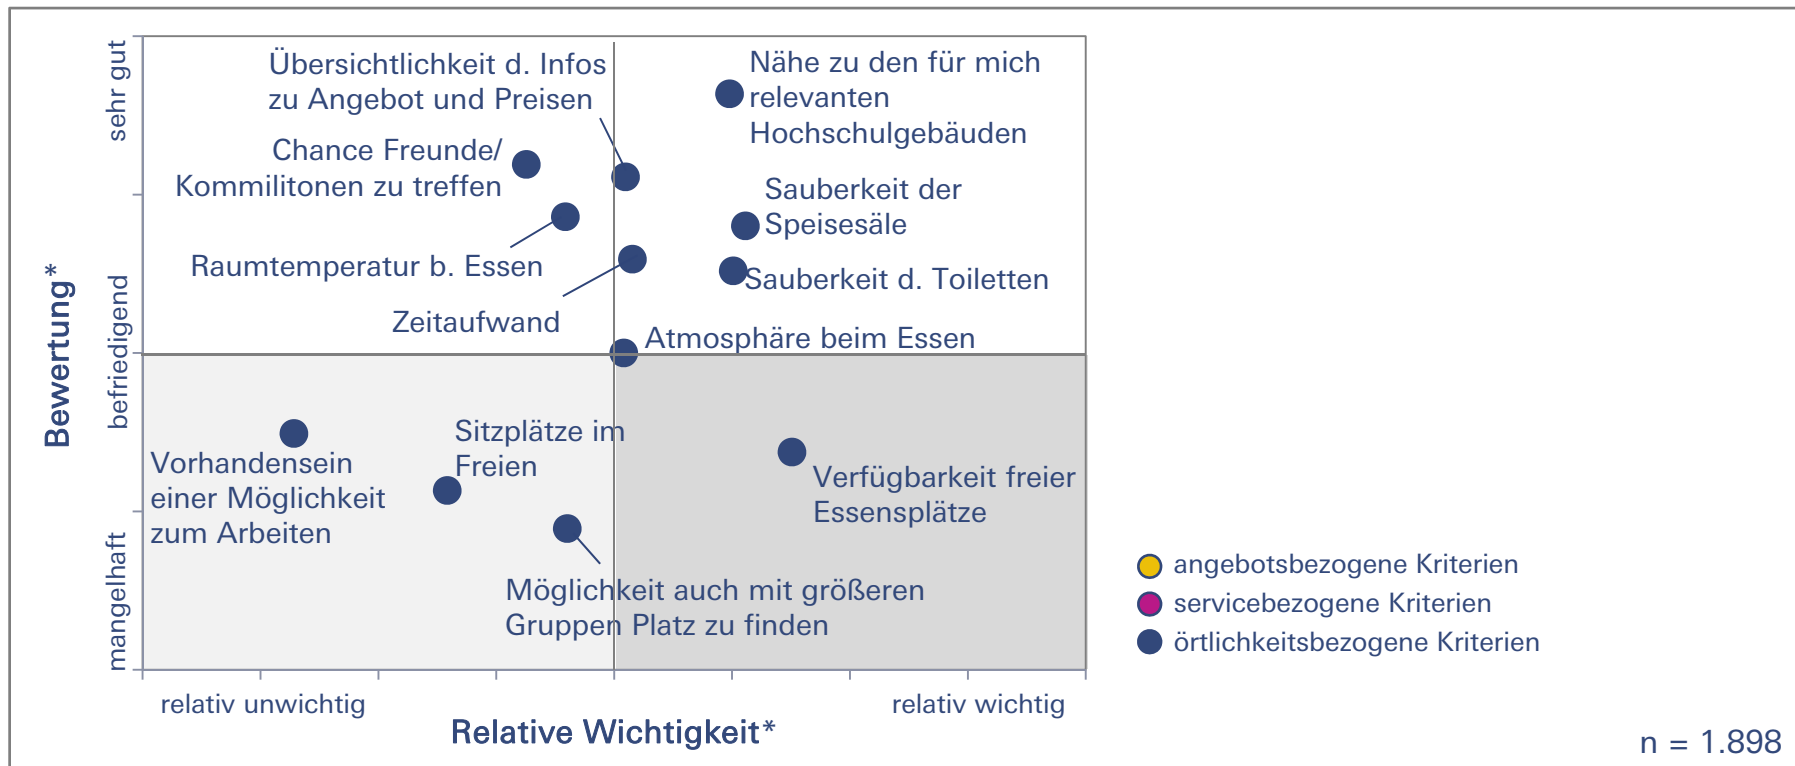 Übersichtlichkeit d. Infos
zu Angebot und Preisen
Nähe zu den für mich
relevanten
Hochschulgebäuden
Chance Freunde/
Kommilitonen zu treffen
Sauberkeit der
Speisesäle
Raumtemperatur b. Essen
Sauberkeit d. Toiletten
Zeitaufwand
Atmosphäre beim Essen
Sitzplätze im
Freien
Vorhandensein
einer Möglichkeit
zum Arbeiten
Verfügbarkeit freier
Essensplätze
Möglichkeit auch mit größeren
Gruppen Platz zu finden
Bewertung*
sehr gut
befriedigend
mangelhaft
relativ unwichtig
relativ wichtig
Relative Wichtigkeit*
angebotsbezogene Kriterien
servicebezogene Kriterien
örtlichkeitsbezogene Kriterien
n = 1.898